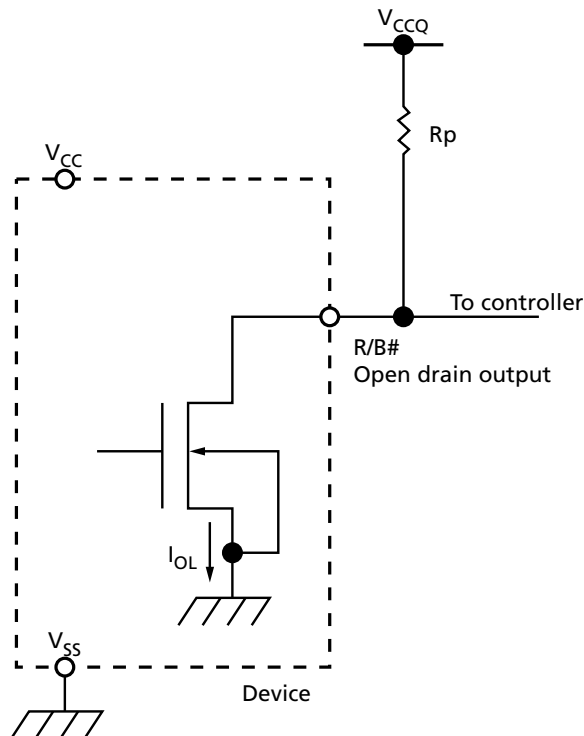 V_CCQ
Rp
V_CC
To controller
R/B#
Open drain output
I_OL
V_SS
Device